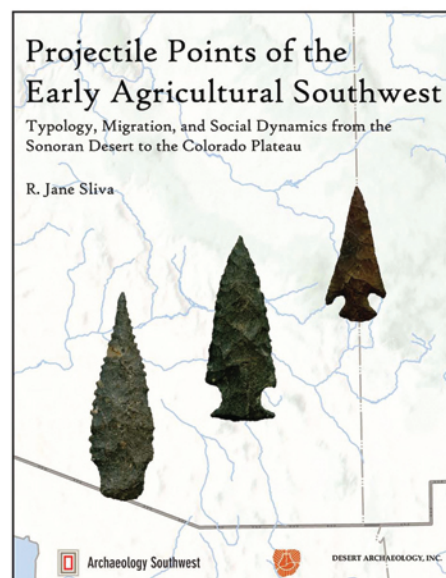 Projectile Points of the
Early Agricultural Southwest
Typology, Migration, and Social Dynamics from the
Sonoran Desert to the Colorado Plateau
R. Jane Sliva
Archaeology Southwest
DESERT ARCHAEOLOGY, INC.